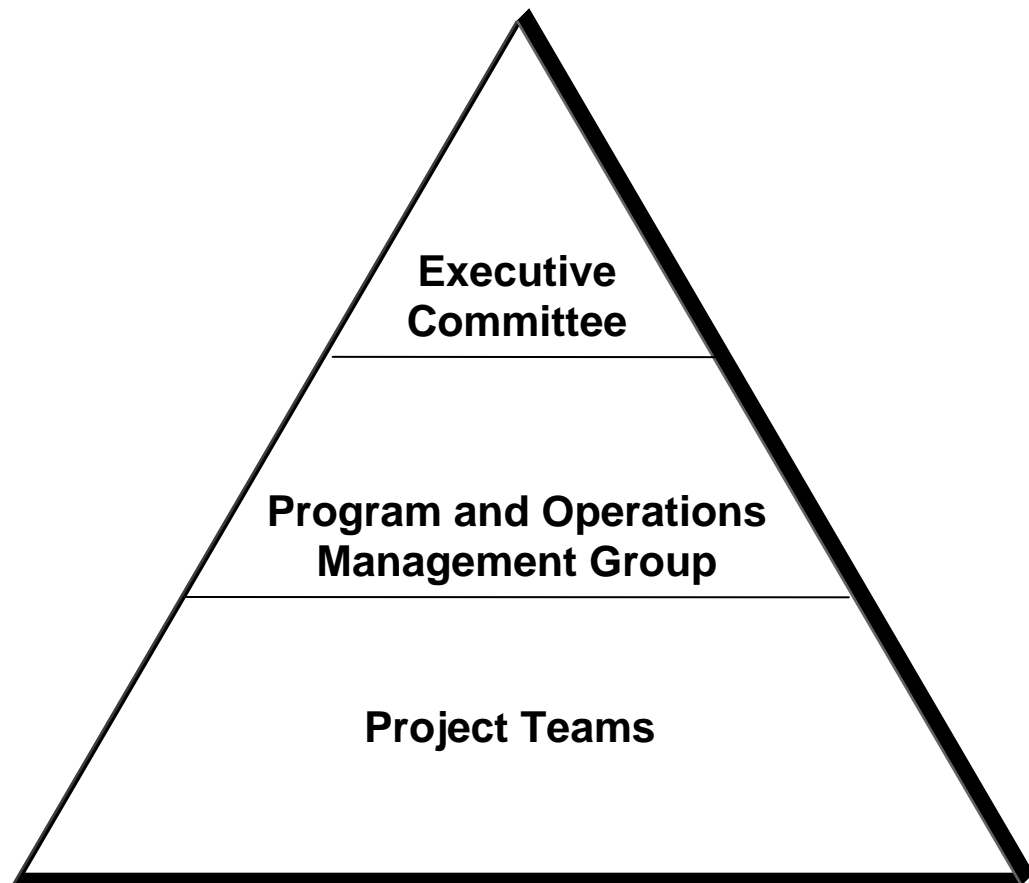 Executive
Committee
Program and Operations
Management Group
Project Teams